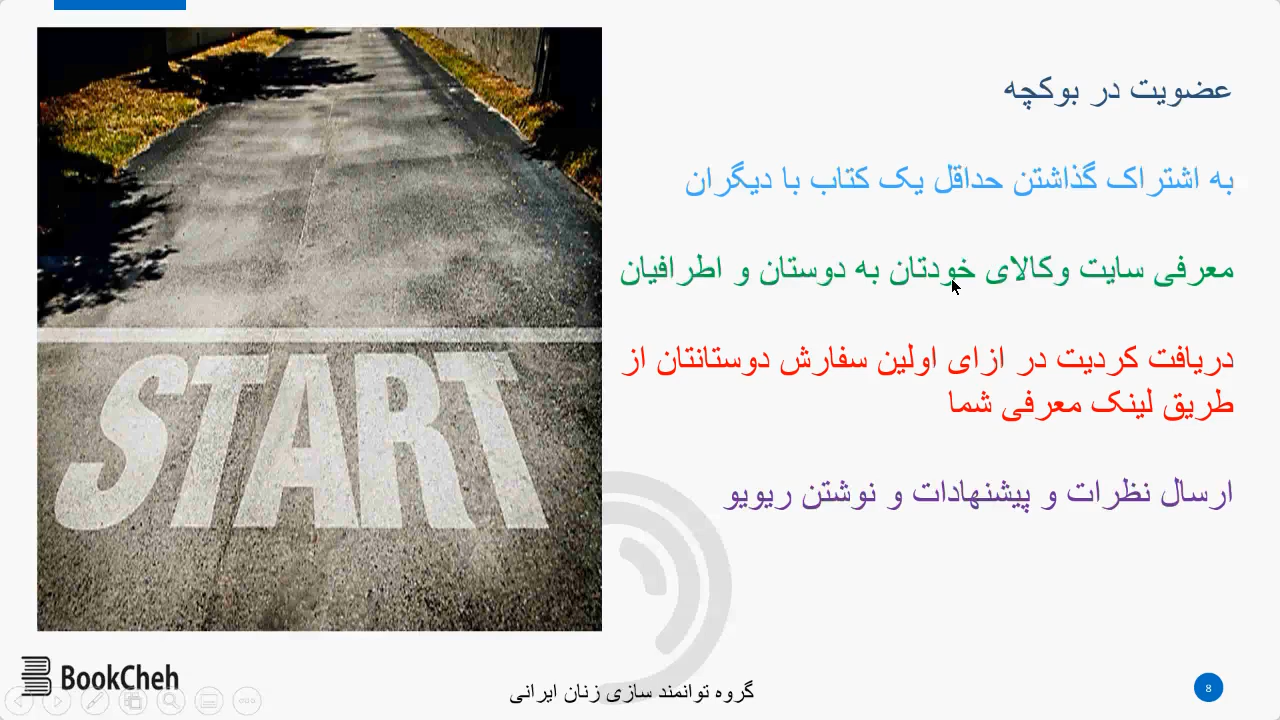 عضویت در بوکچه
به اشتراک گذاشتن حداقل یک کتاب با دیگران
معرفی سایت وکالای خودتان به دوستان و اطرافیان
دریافت کردیت در ازای اولین سفارش دوستانتان از
طریق لینک معرفی شما
ارسال نظرات و پیشنهادات و نوشتن ریویو
START
BookCheh
گروه توانمند سازی زنان ایرانی
8